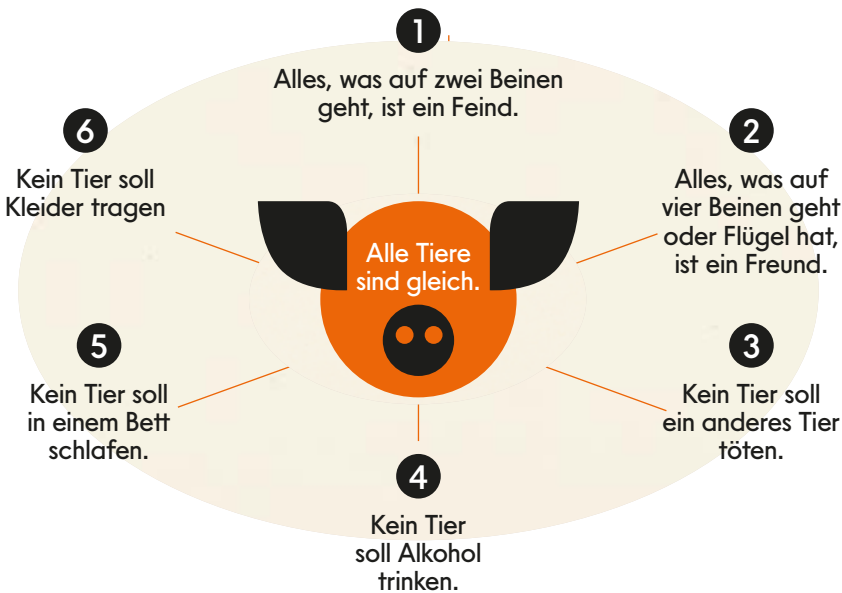 1
Alles, was auf zwei Beinen
geht, ist ein Feind.
2
Alles, was auf
vier Beinen geht
oder Flügel hat,
ist ein Freund.
3
Kein Tier soll
ein anderes Tier
töten.
4
Kein Tier
soll Alkohol
trinken.
5
Kein Tier soll
in einem Bett
schlafen.
6
Kein Tier soll
Kleider tragen
Alle Tiere
sind gleich.